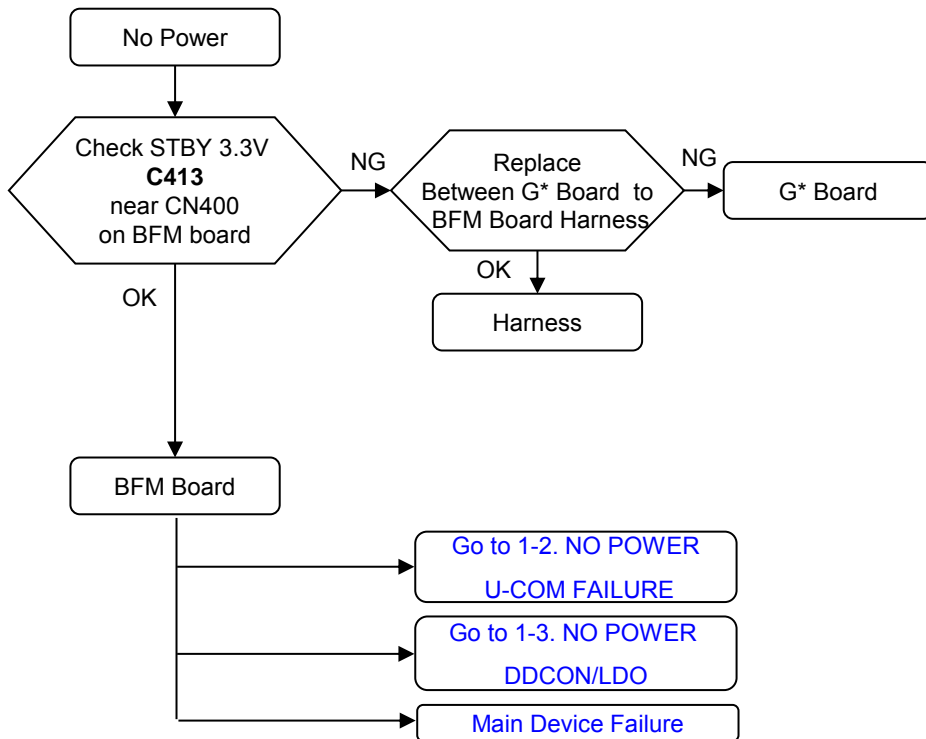 No Power
Check STBY 3.3V
C413
near CN400
on BFM board
NG
Replace
Between G* Board to
BFM Board Harness
NG
G* Board
OK
Harness
OK
BFM Board
Go to 1-2. NO POWER
U-COM FAILURE
Go to 1-3. NO POWER
DDCON/LDO
Main Device Failure